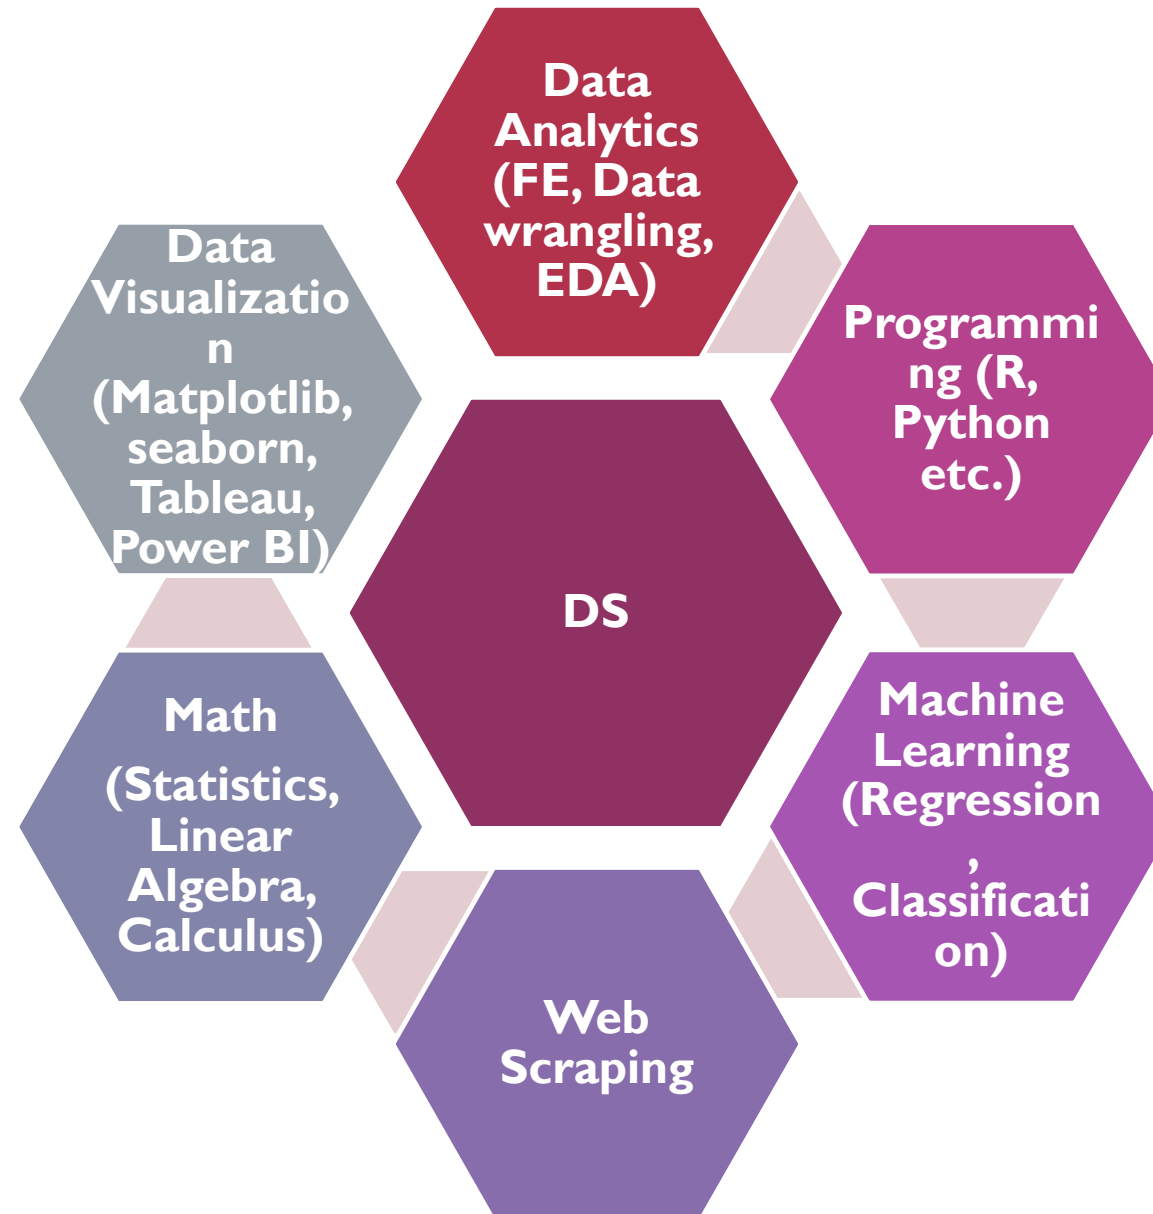 Data
Analytics
(FE, Data
wrangling,
EDA)
Programmi
ng (R,
Python
etc.)
Machine
Learning
(Regression
,
Classificati
on)
Web
Scraping
Math
(Statistics,
Linear
Algebra,
Calculus)
Data
Visualizatio
n
(Matplotlib,
seaborn,
Tableau,
Power BI)
DS